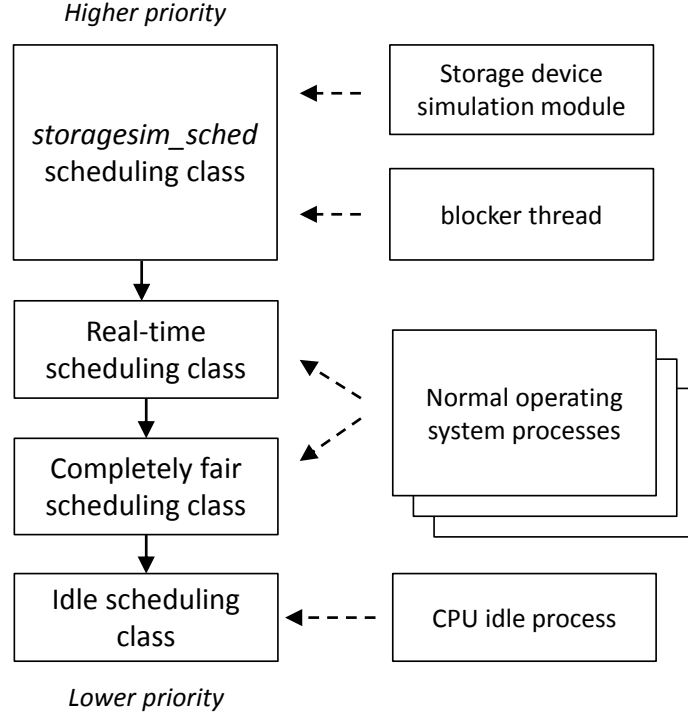 Higher priority
storagesim_sched
scheduling class
Storage device
simulation module
blocker thread
Real-time
scheduling class
Normal operating
system processes
Completely fair
scheduling class
Idle scheduling
class
CPU idle process
Lower priority